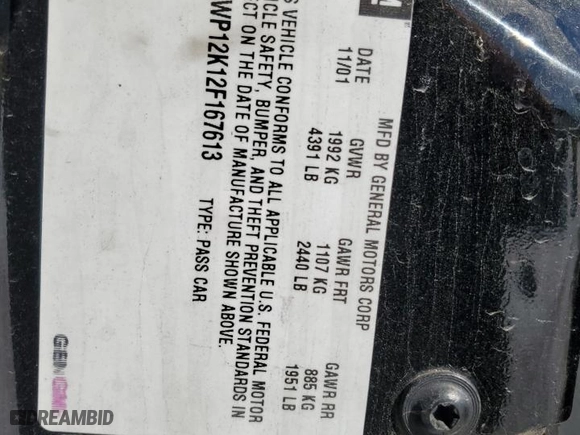 MFD BY GENERAL MOTORS CORP
DATE GVWR GAWR FRT GAWR RR
11/01 1992 KG 1107 KG 885 KG
4391 LB 2440 LB 1951 LB
S VEHICLE CONFORMS TO ALL APPLICABLE U.S. FEDERAL MOTOR
ICLE SAFETY, BUMPER, AND THEFT PREVENTION STANDARDS IN
ECT ON THE DATE OF MANUFACTURE SHOWN ABOVE.
WP12K12F167613 TYPE: PASS CAR
DREAMBID